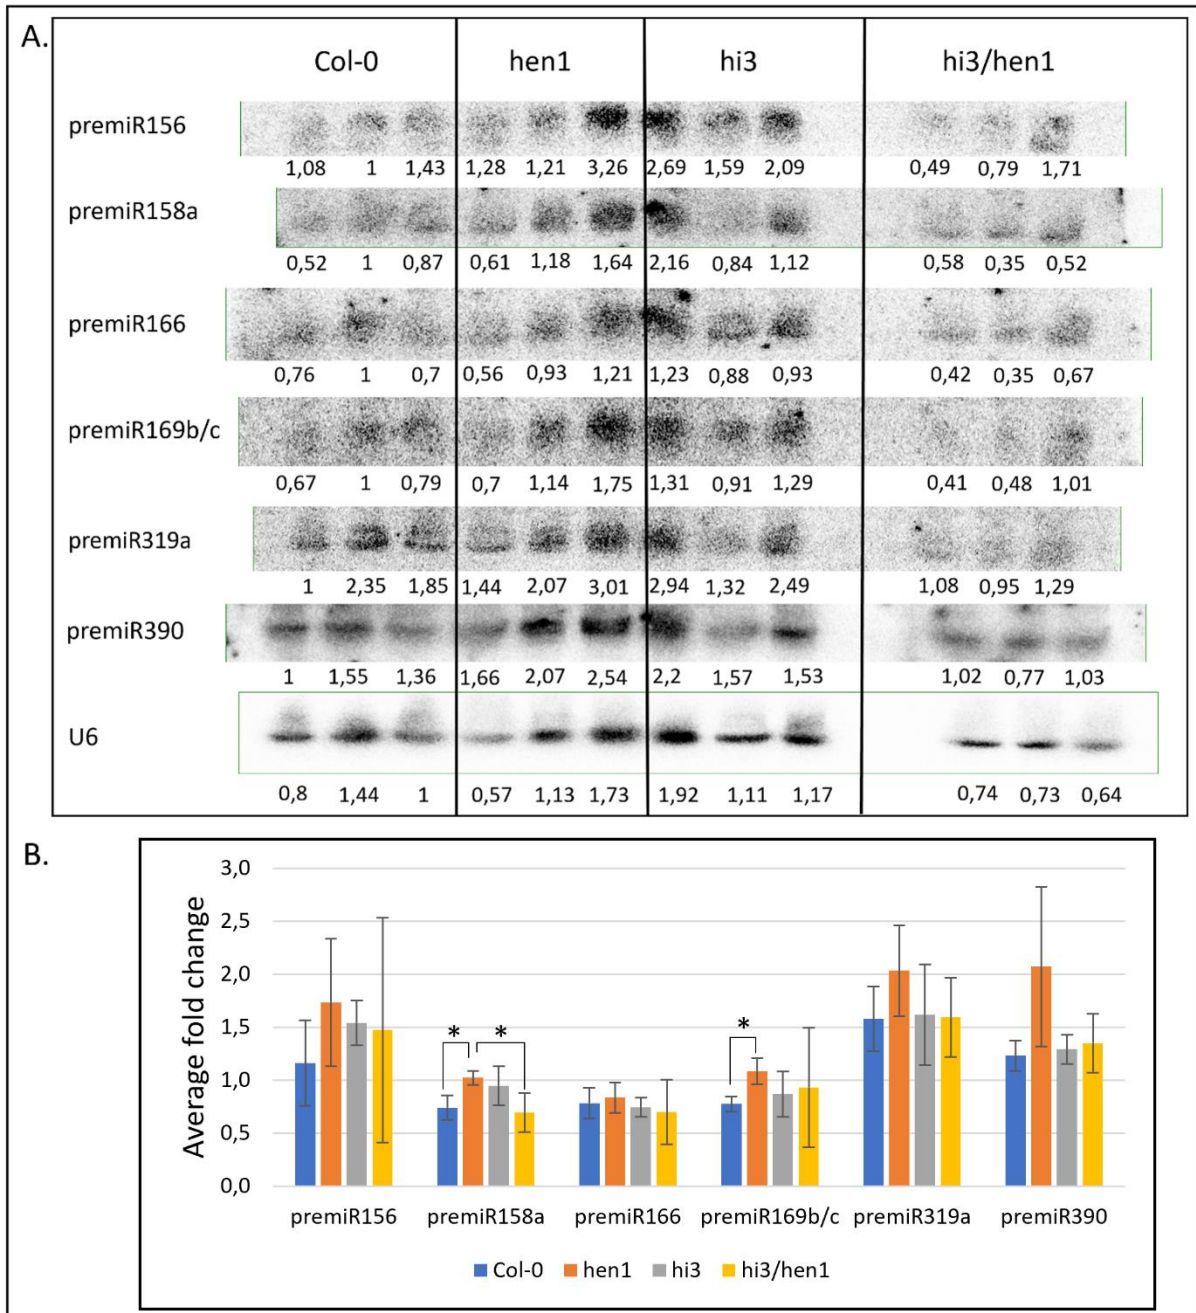 A.
Col-0 hen1 hi3 hi3/hen1
premiR156
1,08 1 1,43 1,28 1,21 3,26 2,69 1,59 2,09 0,49 0,79 1,71
premiR158a
0,52 1 0,87 0,61 1,18 1,64 2,16 0,84 1,12 0,58 0,35 0,52
premiR166
0,76 1 0,7 0,56 0,93 1,21 1,23 0,88 0,93 0,42 0,35 0,67
premiR169b/c
0,67 1 0,79 0,7 1,14 1,75 1,31 0,91 1,29 0,41 0,48 1,01
premiR319a
1 2,35 1,85 1,44 2,07 3,01 2,94 1,32 2,49 1,08 0,95 1,29
premiR390
1 1,55 1,36 1,66 2,07 2,54 2,2 1,57 1,53 1,02 0,77 1,03
U6
0,8 1,44 1 0,57 1,13 1,73 1,92 1,11 1,17 0,74 0,73 0,64
B.
Average fold change
3,0
2,5
2,0
1,5
1,0
0,5
0,0
* * *
premiR156 premiR158a premiR166 premiR169b/c premiR319a premiR390
Col-0 hen1 hi3 hi3/hen1